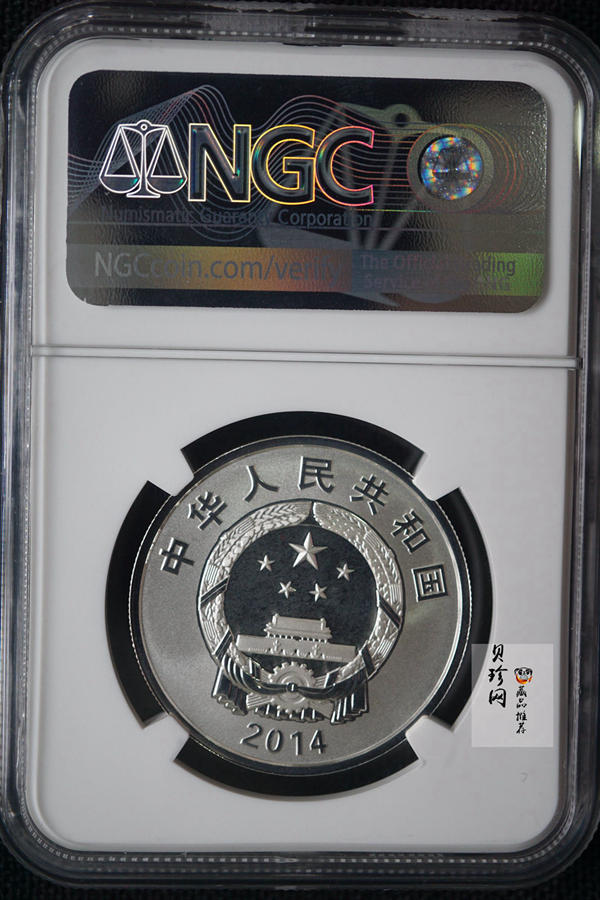 NGC
Numismatic Guaranty Corporation
NGCcoin.com/verify
The Official Grading
Service
中华人民共和国
2014
贝珍网
藏品推荐